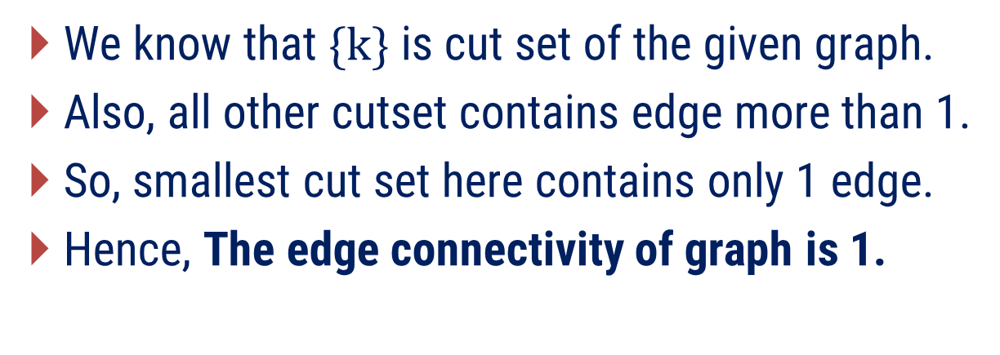 We know that {k} is cut set of the given graph.
Also, all other cutset contains edge more than 1.
So, smallest cut set here contains only 1 edge.
Hence, The edge connectivity of graph is 1.